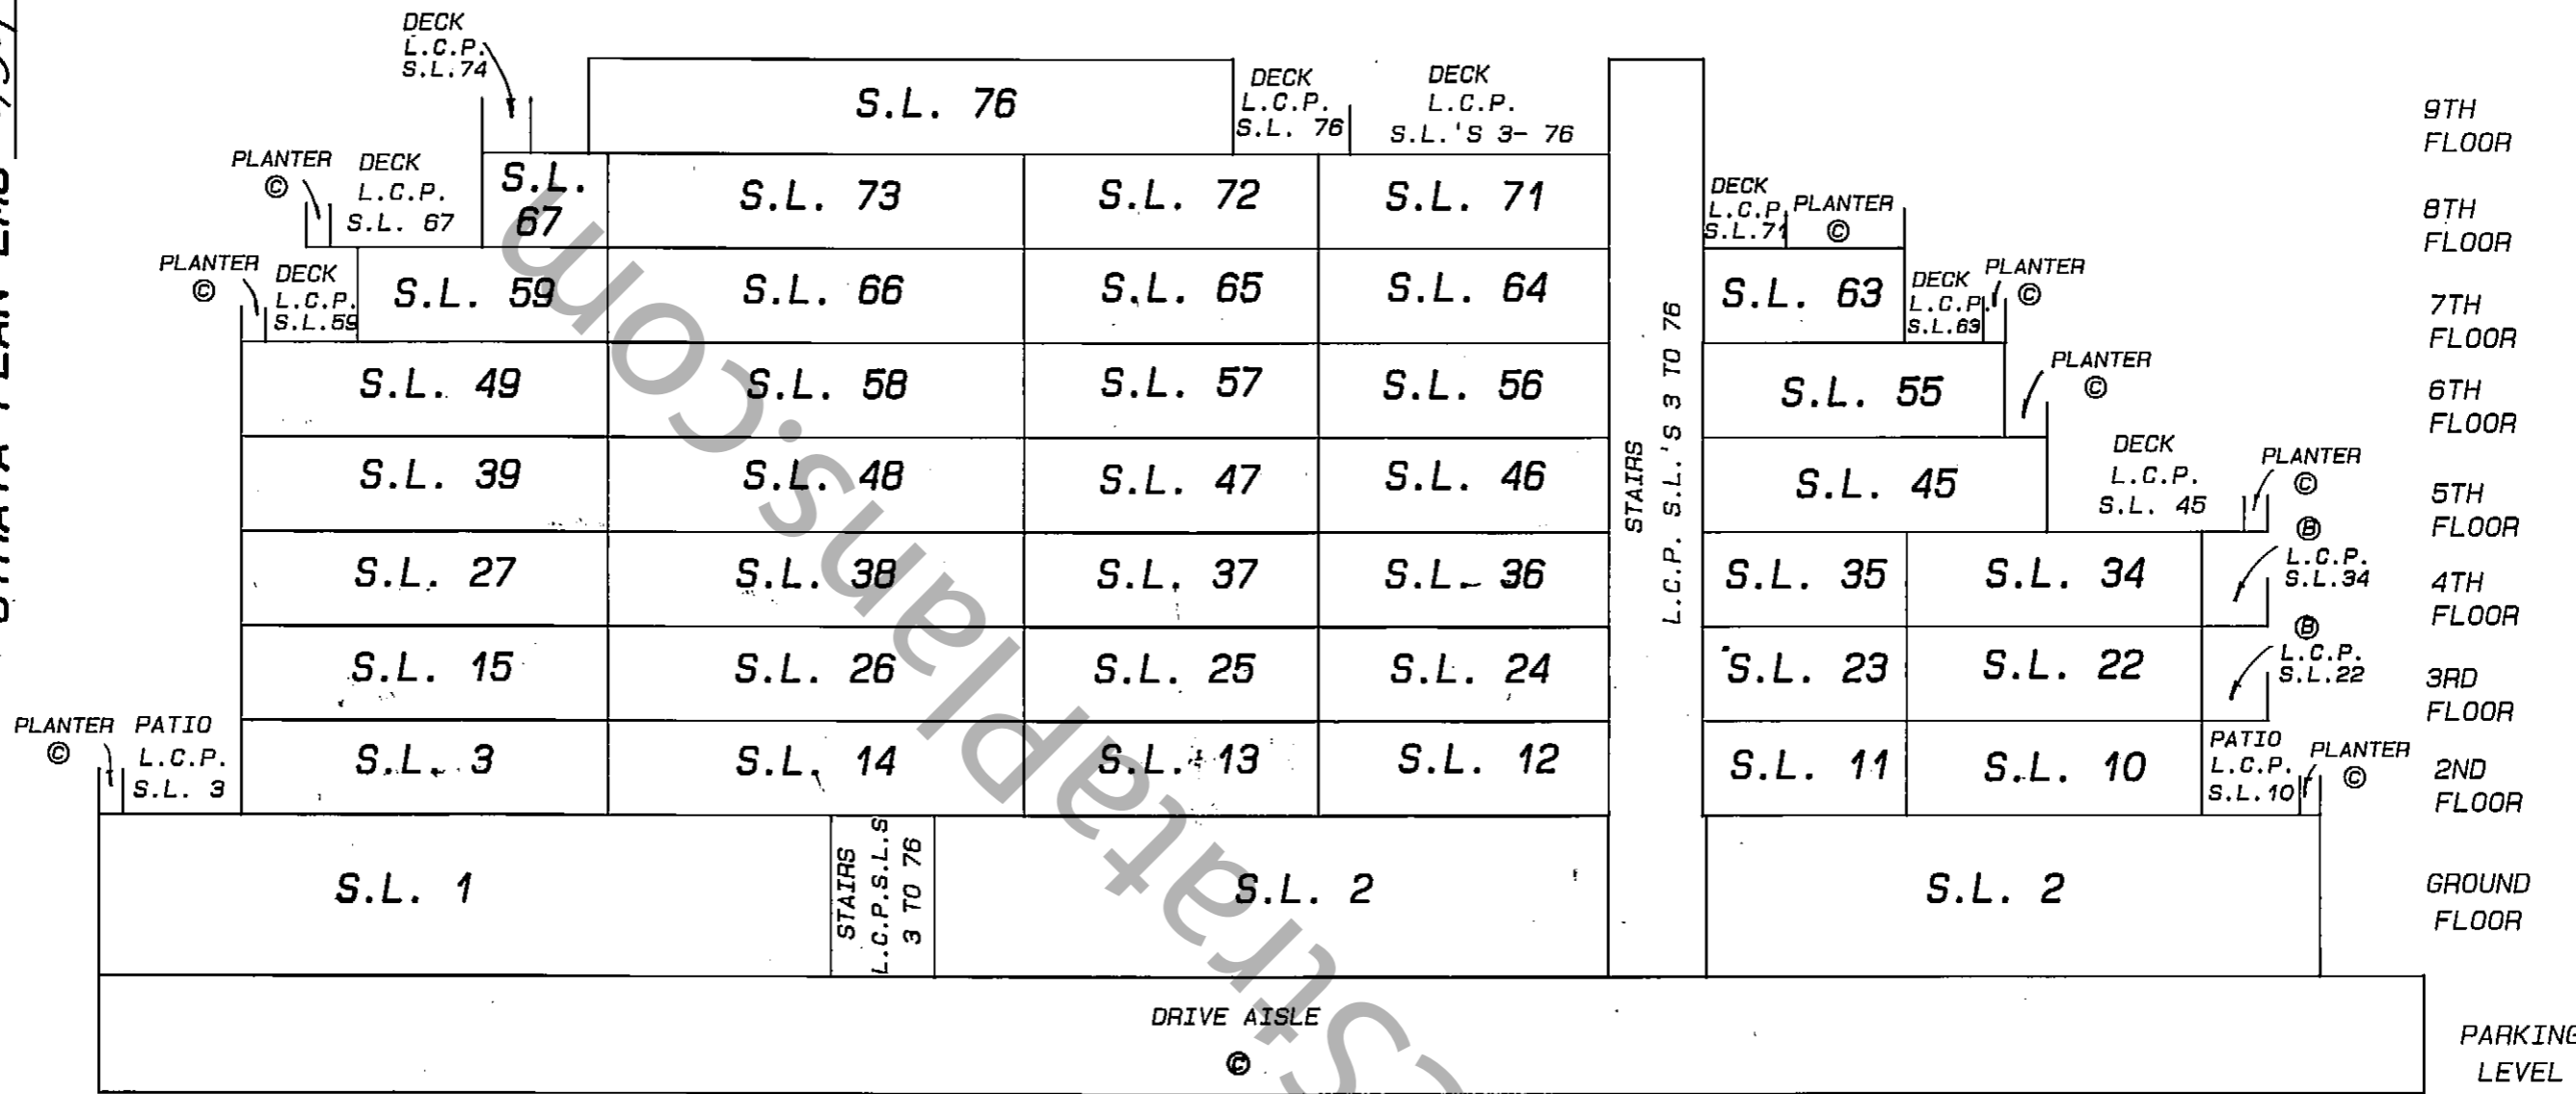 DECK
L.C.P.
S.L.74
S.L. 76
DECK
L.C.P.
S.L. 76
DECK
L.C.P.
S.L.'S 3- 76
9TH
FLOOR
PLANTER
©
DECK
L.C.P.
S.L. 67
S.L.
67
S.L. 73
S.L. 72
S.L. 71
DECK
L.C.P.
S.L.71
PLANTER
©
8TH
FLOOR
PLANTER
©
DECK
L.C.P.
S.L.59
S.L. 59
S.L. 66
S.L. 65
S.L. 64
S.L. 63
DECK
L.C.P.
S.L.63
PLANTER
©
7TH
FLOOR
S.L. 49
S.L. 58
S.L. 57
S.L. 56
S.L. 55
PLANTER
©
6TH
FLOOR
S.L. 39
S.L. 48
S.L. 47
S.L. 46
STAIRS
L.C.P. S.L.'S 3 TO 76
S.L. 45
DECK
L.C.P.
S.L. 45
PLANTER
©
5TH
FLOOR
S.L. 27
S.L. 38
S.L. 37
S.L. 36
S.L. 35
S.L. 34
Ⓑ
L.C.P.
S.L.34
4TH
FLOOR
S.L. 15
S.L. 26
S.L. 25
S.L. 24
S.L. 23
S.L. 22
Ⓑ
L.C.P.
S.L.22
3RD
FLOOR
PLANTER
©
PATIO
L.C.P.
S.L. 3
S.L. 3
S.L. 14
S.L. 13
S.L. 12
S.L. 11
S.L. 10
PATIO
L.C.P.
S.L.10
PLANTER
©
2ND
FLOOR
S.L. 1
STAIRS
L.C.P.S.L.S
3 TO 76
S.L. 2
S.L. 2
GROUND
FLOOR
DRIVE AISLE
©
PARKING
LEVEL